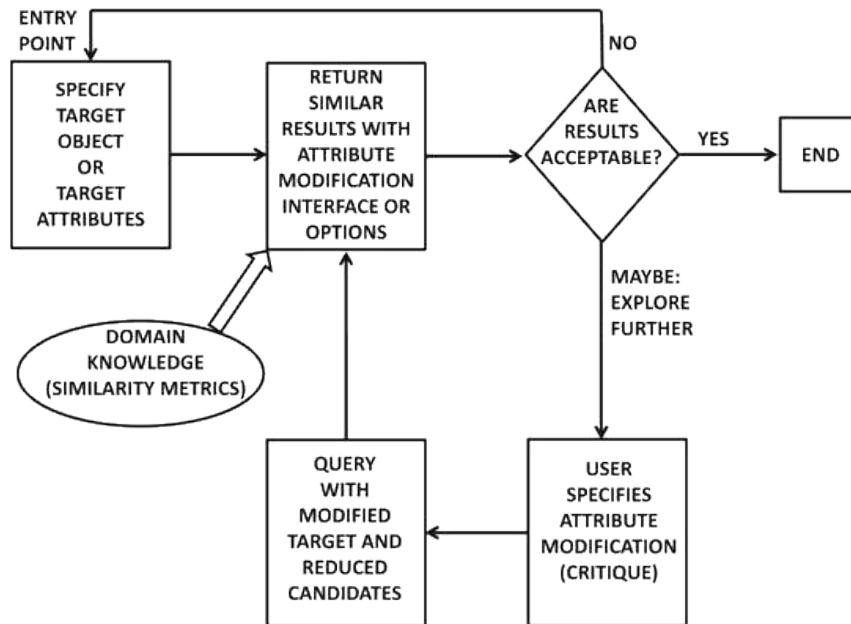 ENTRY
POINT
NO
SPECIFY
TARGET
OBJECT
OR
TARGET
ATTRIBUTES
RETURN
SIMILAR
RESULTS WITH
ATTRIBUTE
MODIFICATION
INTERFACE OR
OPTIONS
ARE
RESULTS
ACCEPTABLE?
YES
END
MAYBE:
EXPLORE
FURTHER
DOMAIN
KNOWLEDGE
(SIMILARITY METRICS)
QUERY
WITH
MODIFIED
TARGET AND
REDUCED
CANDIDATES
USER
SPECIFIES
ATTRIBUTE
MODIFICATION
(CRITIQUE)